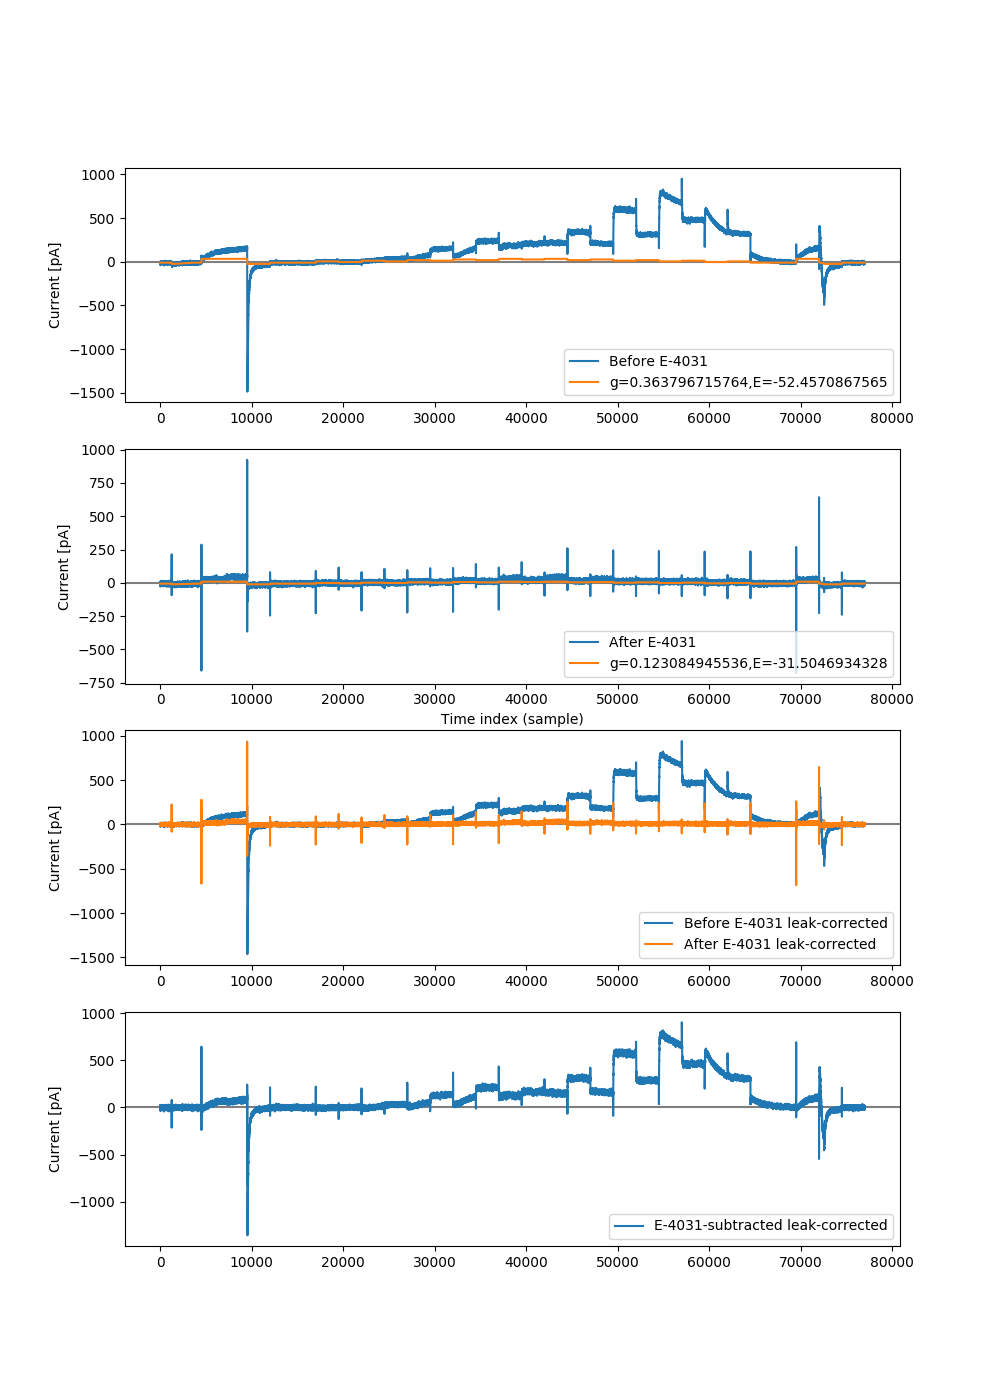 1000
500
0
−500
−1000
−1500
Current [pA]
Before E-4031
g=0.363796715764,E=-52.4570867565
0 10000 20000 30000 40000 50000 60000 70000 80000
1000
750
500
250
0
−250
−500
−750
Current [pA]
After E-4031
g=0.123084945536,E=-31.5046934328
0 10000 20000 30000 40000 50000 60000 70000 80000
Time index (sample)
1000
500
0
−500
−1000
−1500
Current [pA]
Before E-4031 leak-corrected
After E-4031 leak-corrected
0 10000 20000 30000 40000 50000 60000 70000 80000
1000
500
0
−500
−1000
Current [pA]
E-4031-subtracted leak-corrected
0 10000 20000 30000 40000 50000 60000 70000 80000